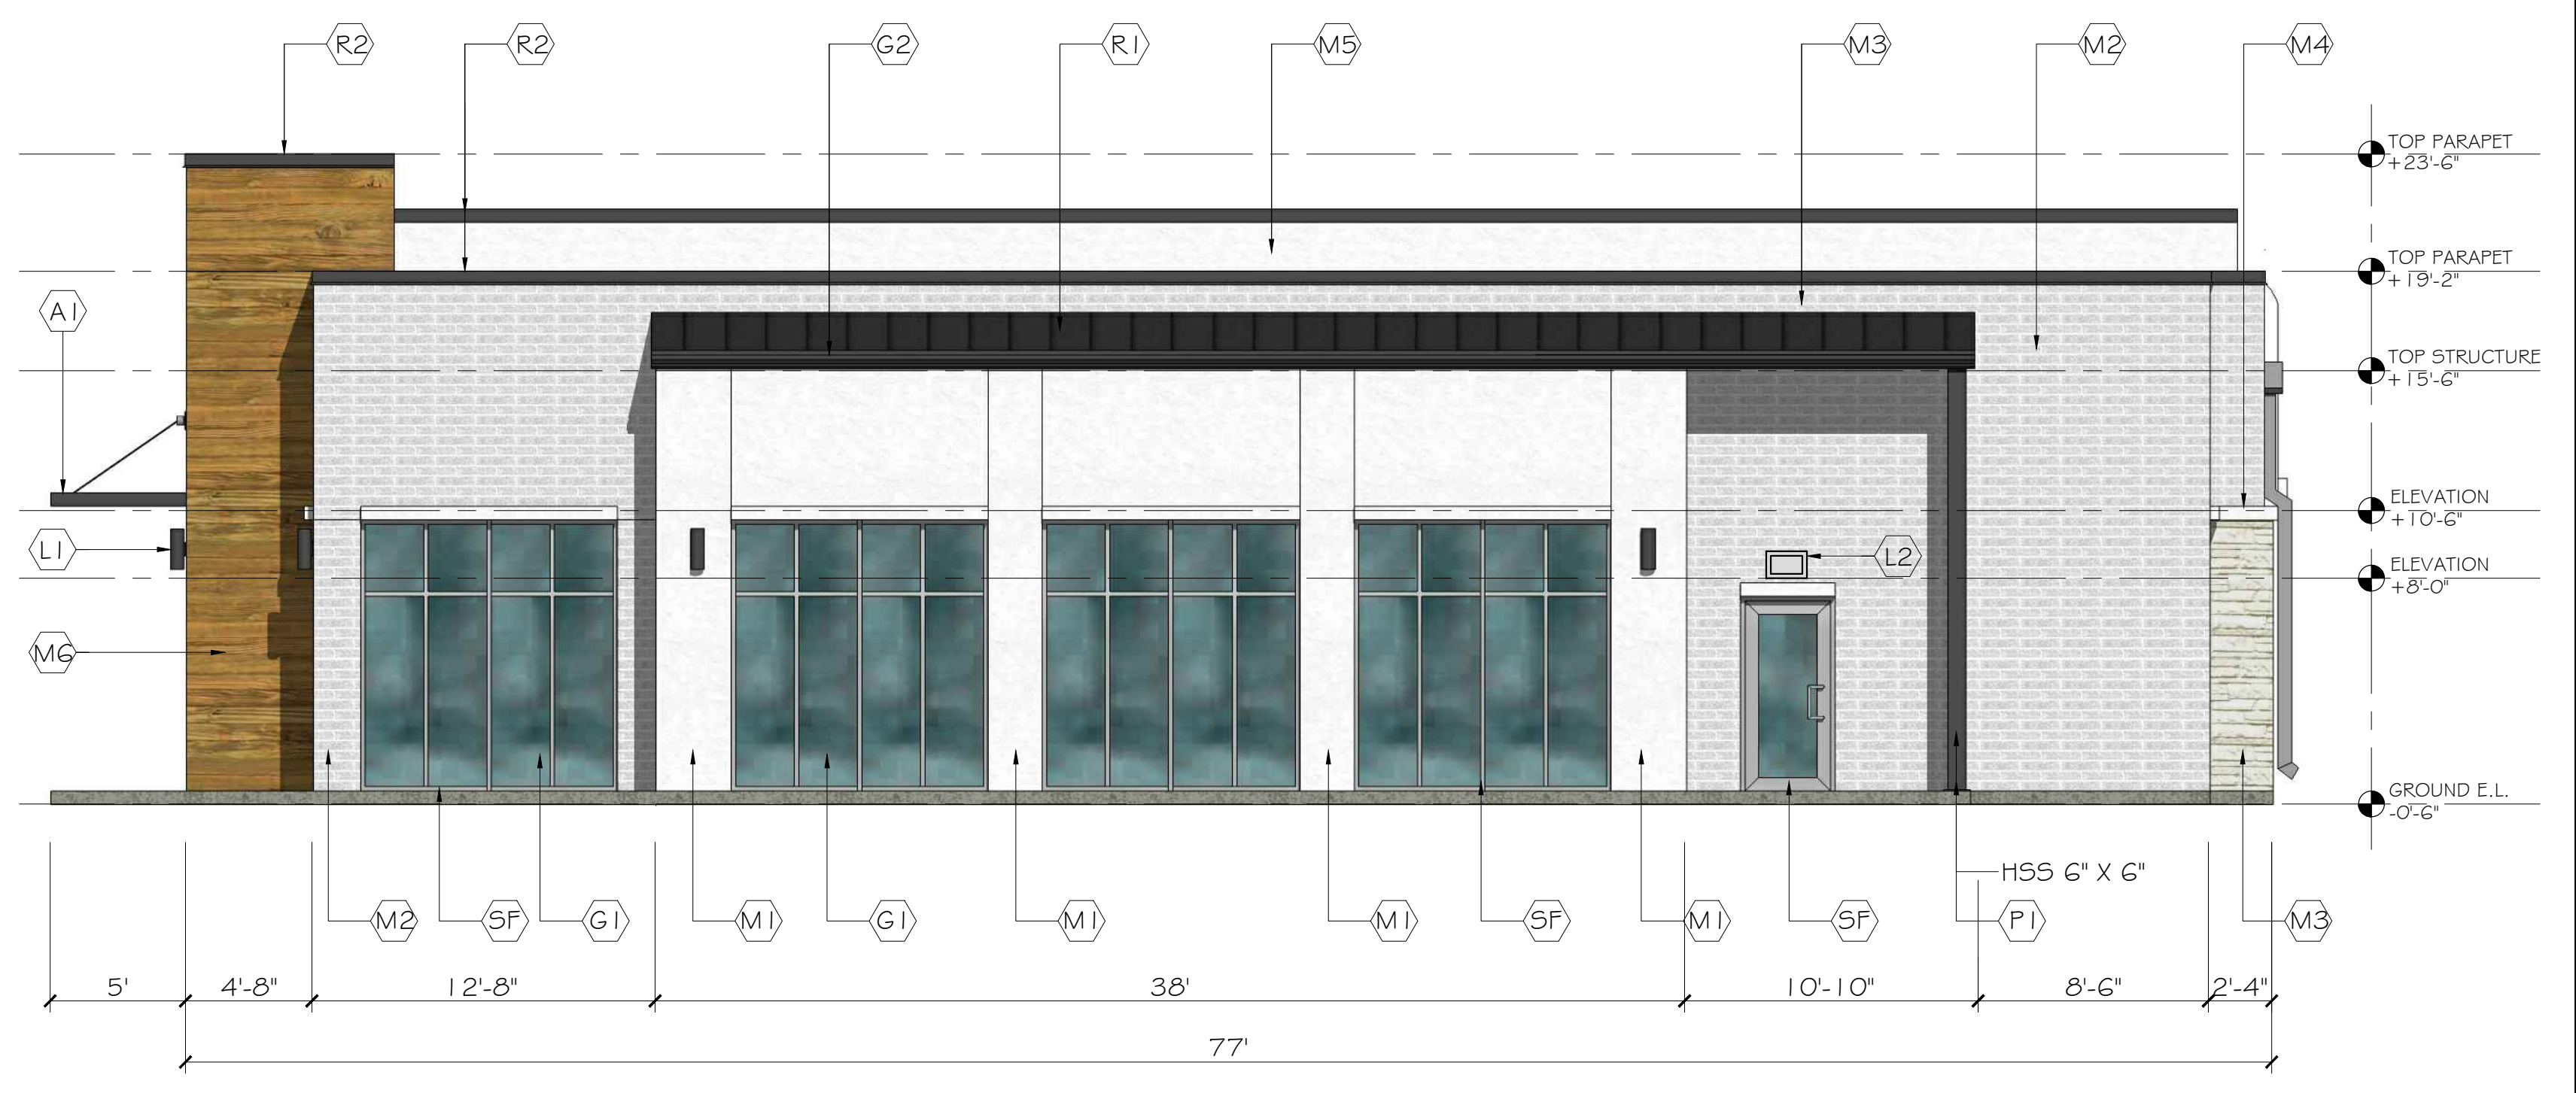 R2
R2
G2
R1
M5
M3
M2
M4
TOP PARAPET
+23'-6"
TOP PARAPET
+19'-2"
A1
TOP STRUCTURE
+15'-6"
ELEVATION
+10'-6"
L1
L2
ELEVATION
+8'-0"
M6
GROUND E.L.
-0'-6"
HSS 6" X 6"
M2
SF
G1
M1
G1
M1
M1
SF
M1
SF
P1
M3
5'
4'-8"
12'-8"
38'
10'-10"
8'-6"
2'-4"
77'